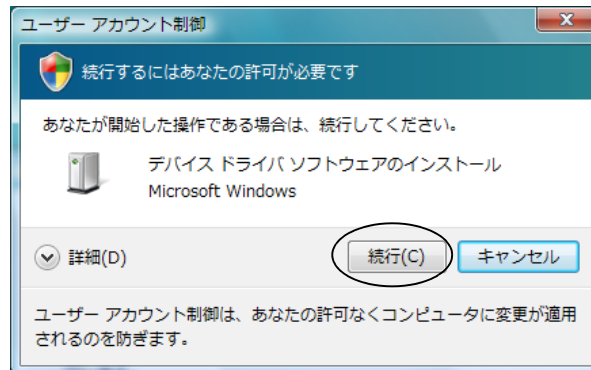 ユーザー アカウント制御
続行するにはあなたの許可が必要です
あなたが開始した操作である場合は、続行してください。
デバイス ドライバ ソフトウェアのインストール
Microsoft Windows
詳細(D)
続行(C)
キャンセル
ユーザー アカウント制御は、あなたの許可なくコンピュータに変更が適用
されるのを防ぎます。